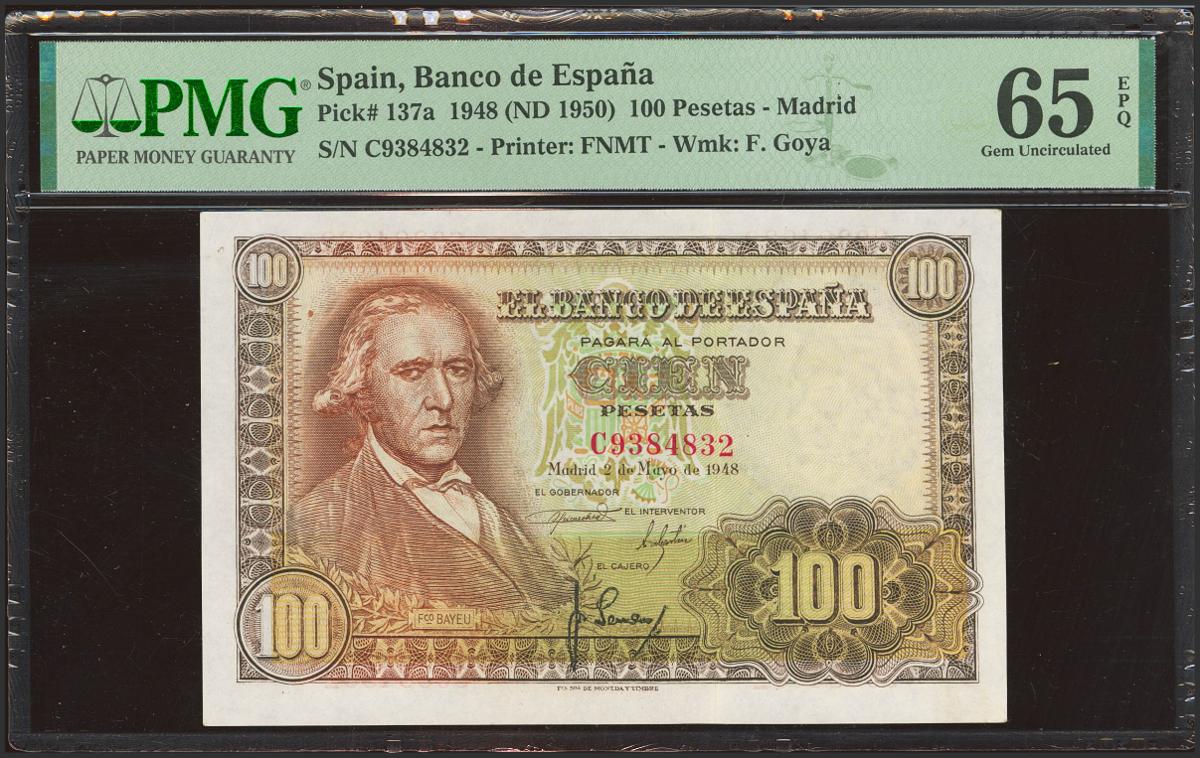 PMG®
PAPER MONEY GUARANTY
Spain, Banco de España
Pick# 137a 1948 (ND 1950) 100 Pesetas - Madrid
S/N C9384832 - Printer: FNMT - Wmk: F. Goya
65 EPQ
Gem Uncirculated
100
100
EL BANCO DE ESPAÑA
PAGARÁ AL PORTADOR
CIEN
PESETAS
C9384832
Madrid 2 de Mayo de 1948
EL GOBERNADOR
EL INTERVENTOR
EL CAJERO
FCO BAYEU
100
100